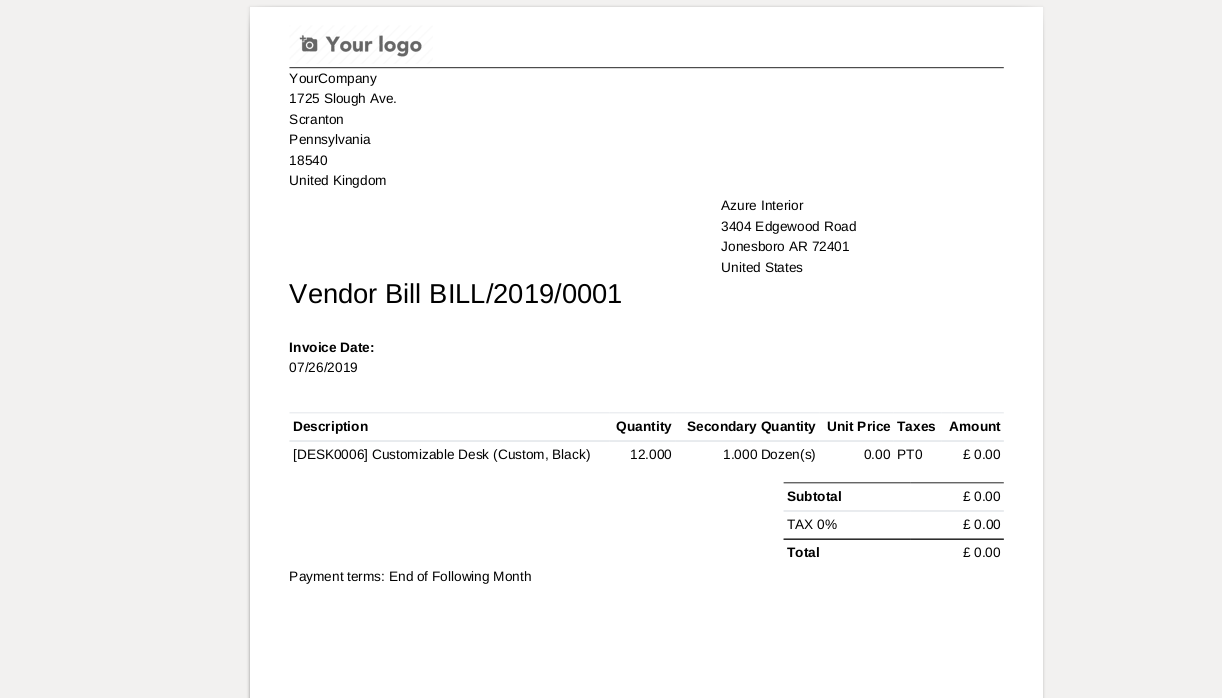 Your logo
YourCompany
1725 Slough Ave.
Scranton
Pennsylvania
18540
United Kingdom
Azure Interior
3404 Edgewood Road
Jonesboro AR 72401
United States
Vendor Bill BILL/2019/0001
Invoice Date:
07/26/2019
Description Quantity Secondary Quantity Unit Price Taxes Amount
[DESK0006] Customizable Desk (Custom, Black) 12.000 1.000 Dozen(s) 0.00 PT0 £ 0.00
Subtotal £ 0.00
TAX 0% £ 0.00
Total £ 0.00
Payment terms: End of Following Month